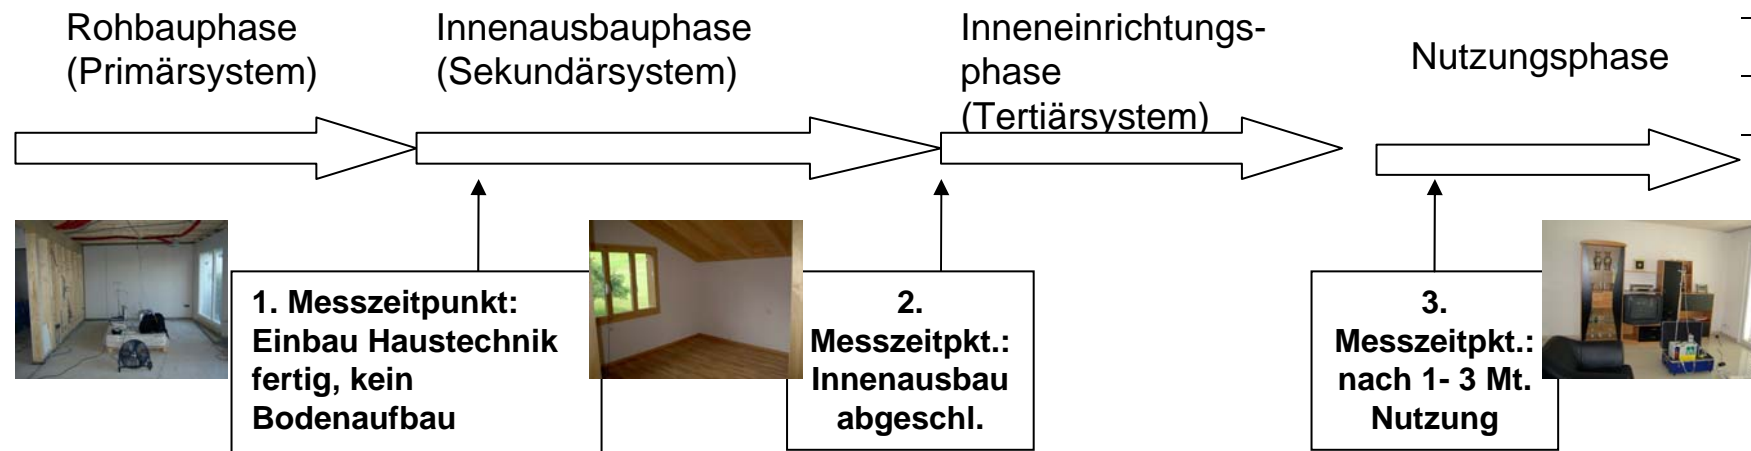 Rohbauphase
(Primärsystem)
Innenausbauphase
(Sekundärsystem)
Inneneinrichtungs-
phase
(Tertiärsystem)
Nutzungsphase
1. Messzeitpunkt:
Einbau Haustechnik
fertig, kein
Bodenaufbau
2.
Messzeitpkt.:
Innenausbau
abgeschl.
3.
Messzeitpkt.:
nach 1- 3 Mt.
Nutzung